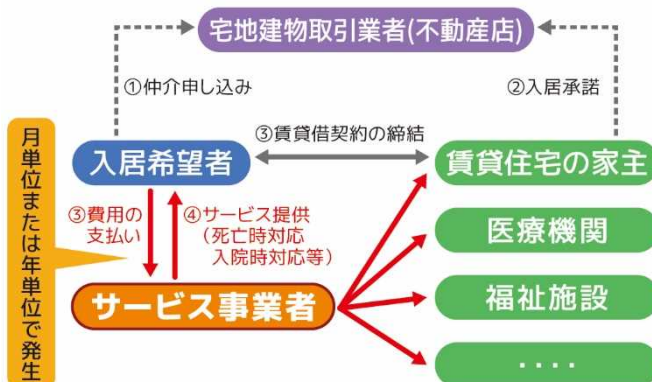 宅地建物取引業者(不動産店)
①仲介申し込み
②入居承諾
③賃貸借契約の締結
入居希望者
賃貸住宅の家主
月単位または年単位で発生
③費用の
支払い
④サービス提供
(死亡時対応
入院時対応等)
医療機関
サービス事業者
福祉施設
・・・・